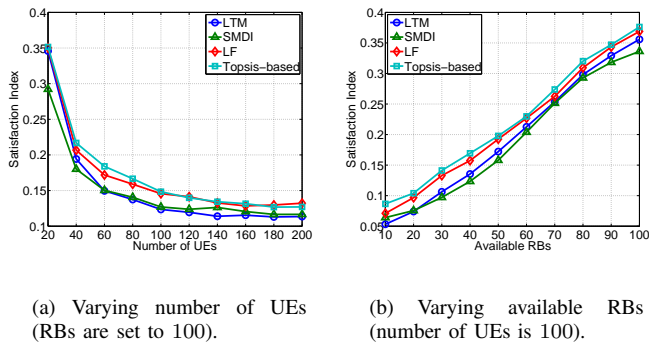 0.4
0.35
0.3
0.25
0.2
0.15
0.1
Satisfaction Index
LTM
SMDI
LF
Topsis-based
20 40 60 80 100 120 140 160 180 200
Number of UEs
0.4
0.35
0.3
0.25
0.2
0.15
0.1
0.05
Satisfaction Index
LTM
SMDI
LF
Topsis-based
10 20 30 40 50 60 70 80 90 100
Available RBs
(a) Varying number of UEs
(RBs are set to 100).
(b) Varying available RBs
(number of UEs is 100).